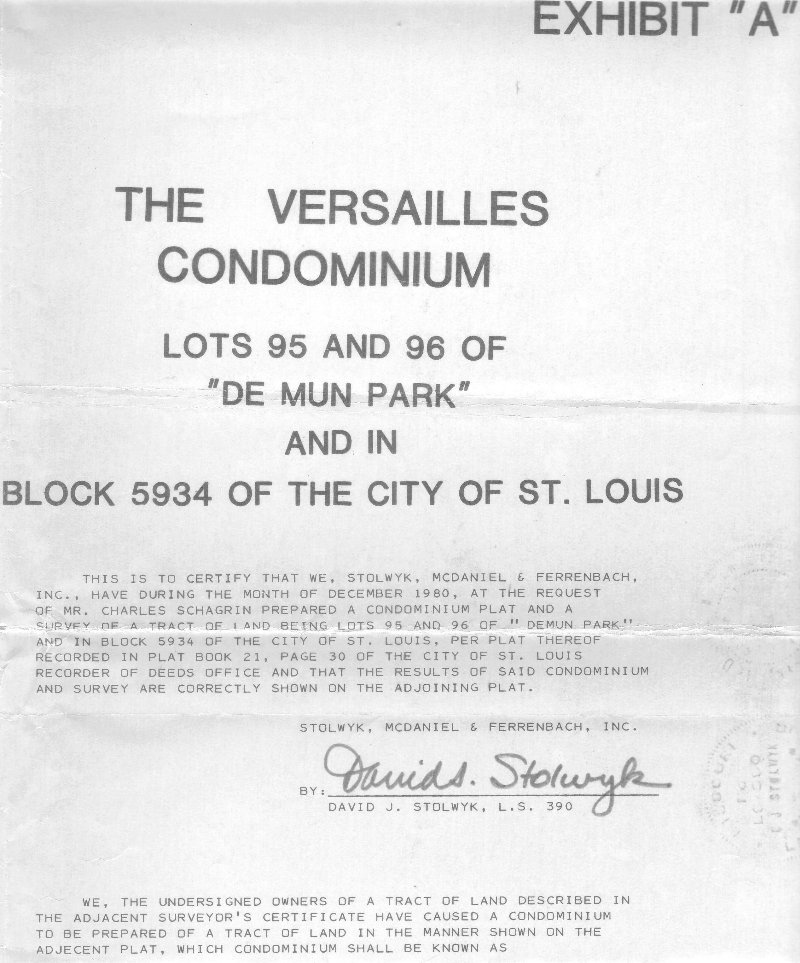 EXHIBIT "A"
THE VERSAILLES
CONDOMINIUM
LOTS 95 AND 96 OF
"DE MUN PARK"
AND IN
BLOCK 5934 OF THE CITY OF ST. LOUIS
THIS IS TO CERTIFY THAT WE, STOLWYK, MCDANIEL & FERRENBACH,
INC., HAVE DURING THE MONTH OF DECEMBER 1980, AT THE REQUEST
OF MR. CHARLES SCHAGRIN PREPARED A CONDOMINIUM PLAT AND A
SURVEY OF A TRACT OF LAND BEING LOTS 95 AND 96 OF " DEMUN PARK"
AND IN BLOCK 5934 OF THE CITY OF ST. LOUIS, PER PLAT THEREOF
RECORDED IN PLAT BOOK 21, PAGE 30 OF THE CITY OF ST. LOUIS
RECORDER OF DEEDS OFFICE AND THAT THE RESULTS OF SAID CONDOMINIUM
AND SURVEY ARE CORRECTLY SHOWN ON THE ADJOINING PLAT.
STOLWYK, MCDANIEL & FERRENBACH, INC.
BY: David J. Stolwyk
DAVID J. STOLWYK, L.S. 390
WE, THE UNDERSIGNED OWNERS OF A TRACT OF LAND DESCRIBED IN
THE ADJACENT SURVEYOR'S CERTIFICATE HAVE CAUSED A CONDOMINIUM
TO BE PREPARED OF A TRACT OF LAND IN THE MANNER SHOWN ON THE
ADJECENT PLAT, WHICH CONDOMINIUM SHALL BE KNOWN AS